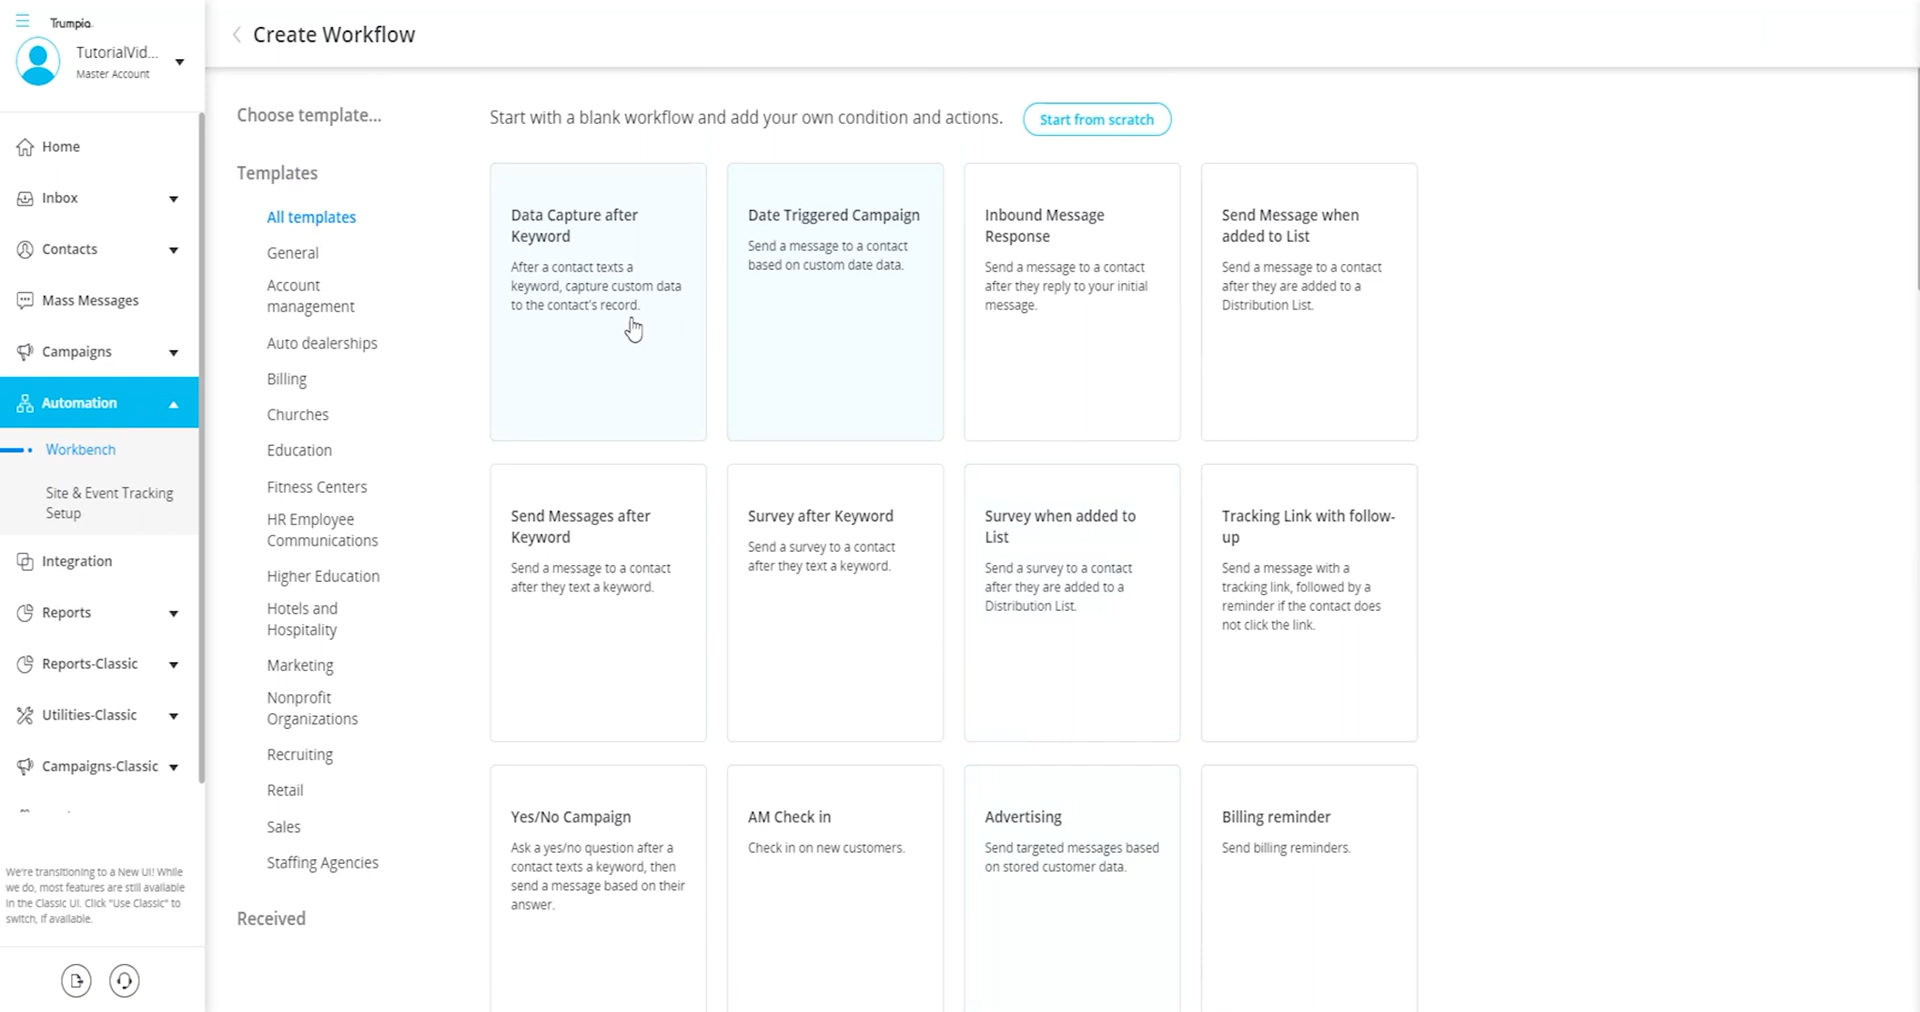 Trumpia
TutorialVid...
Master Account
Home
Inbox
Contacts
Mass Messages
Campaigns
Automation
Workbench
Site & Event Tracking
Setup
Integration
Reports
Reports-Classic
Utilities-Classic
Campaigns-Classic
We're transitioning to a New UI! While
we do, most features are still available
in the Classic UI. Click "Use Classic" to
switch, if available.
Create Workflow
Choose template...
Templates
All templates
General
Account
management
Auto dealerships
Billing
Churches
Education
Fitness Centers
HR Employee
Communications
Higher Education
Hotels and
Hospitality
Marketing
Nonprofit
Organizations
Recruiting
Retail
Sales
Staffing Agencies
Received
Start with a blank workflow and add your own condition and actions.
Start from scratch
Data Capture after
Keyword
After a contact texts a
keyword, capture custom data
to the contact's record.
Date Triggered Campaign
Send a message to a contact
based on custom date data.
Inbound Message
Response
Send a message to a contact
after they reply to your initial
message.
Send Message when
added to List
Send a message to a contact
after they are added to a
Distribution List.
Send Messages after
Keyword
Send a message to a contact
after they text a keyword.
Survey after Keyword
Send a survey to a contact
after they text a keyword.
Survey when added to
List
Send a survey to a contact
after they are added to a
Distribution List.
Tracking Link with follow-
up
Send a message with a
tracking link, followed by a
reminder if the contact does
not click the link.
Yes/No Campaign
Ask a yes/no question after a
contact texts a keyword, then
send a message based on their
answer.
AM Check in
Check in on new customers.
Advertising
Send targeted messages based
on stored customer data.
Billing reminder
Send billing reminders.